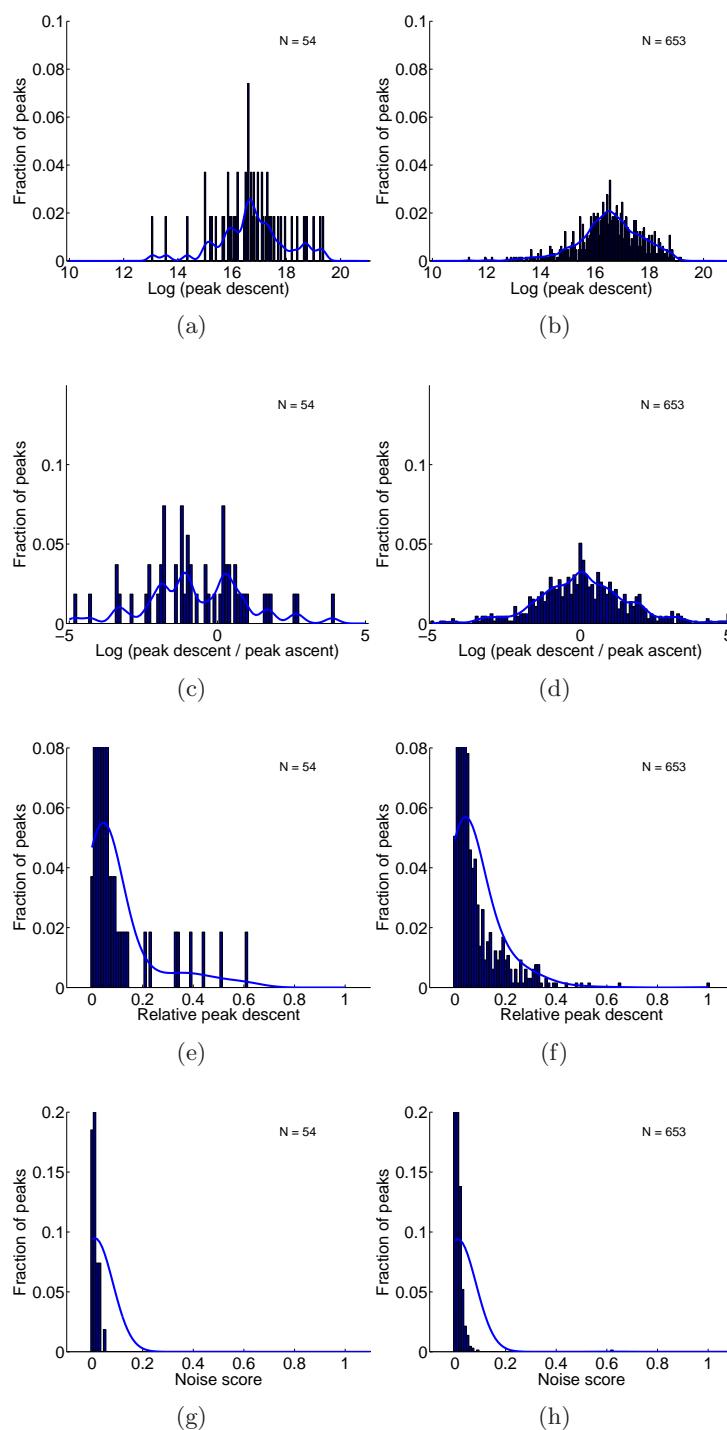 0.1
0.08
0.06
0.04
0.02
0
Fraction of peaks
N = 54
10 12 14 16 18 20
Log (peak descent)
(a)
0.1
0.08
0.06
0.04
0.02
0
Fraction of peaks
N = 653
10 12 14 16 18 20
Log (peak descent)
(b)
0.1
0.05
0
Fraction of peaks
N = 54
−5 0 5
Log (peak descent / peak ascent)
(c)
0.1
0.05
0
Fraction of peaks
N = 653
−5 0 5
Log (peak descent / peak ascent)
(d)
0.08
0.06
0.04
0.02
0
Fraction of peaks
N = 54
0 0.2 0.4 0.6 0.8 1
Relative peak descent
(e)
0.08
0.06
0.04
0.02
0
Fraction of peaks
N = 653
0 0.2 0.4 0.6 0.8 1
Relative peak descent
(f)
0.2
0.15
0.1
0.05
0
Fraction of peaks
N = 54
0 0.2 0.4 0.6 0.8 1
Noise score
(g)
0.2
0.15
0.1
0.05
0
Fraction of peaks
N = 653
0 0.2 0.4 0.6 0.8 1
Noise score
(h)